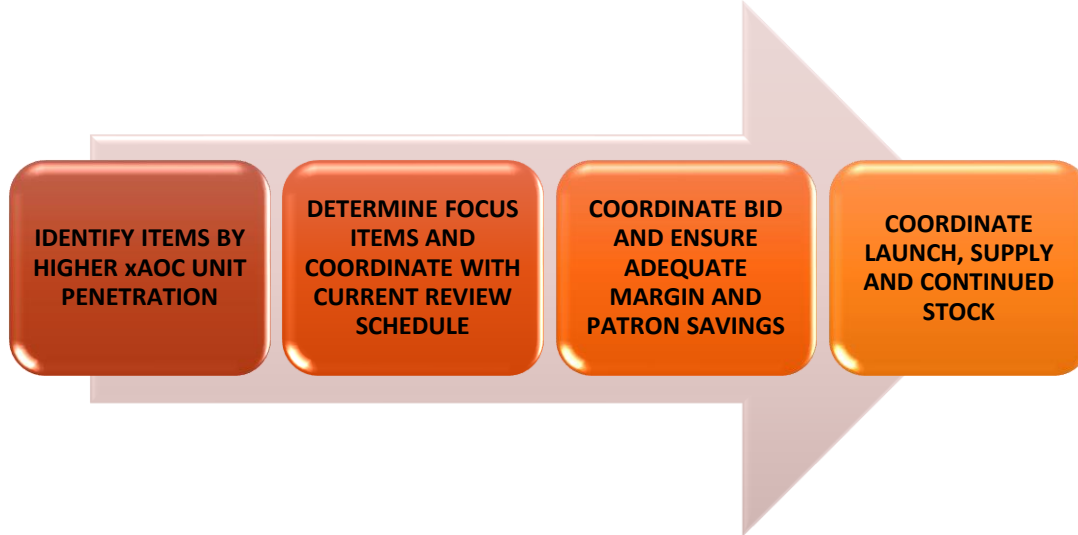 IDENTIFY ITEMS BY
HIGHER xAOC UNIT
PENETRATION
DETERMINE FOCUS
ITEMS AND
COORDINATE WITH
CURRENT REVIEW
SCHEDULE
COORDINATE BID
AND ENSURE
ADEQUATE
MARGIN AND
PATRON SAVINGS
COORDINATE
LAUNCH, SUPPLY
AND CONTINUED
STOCK